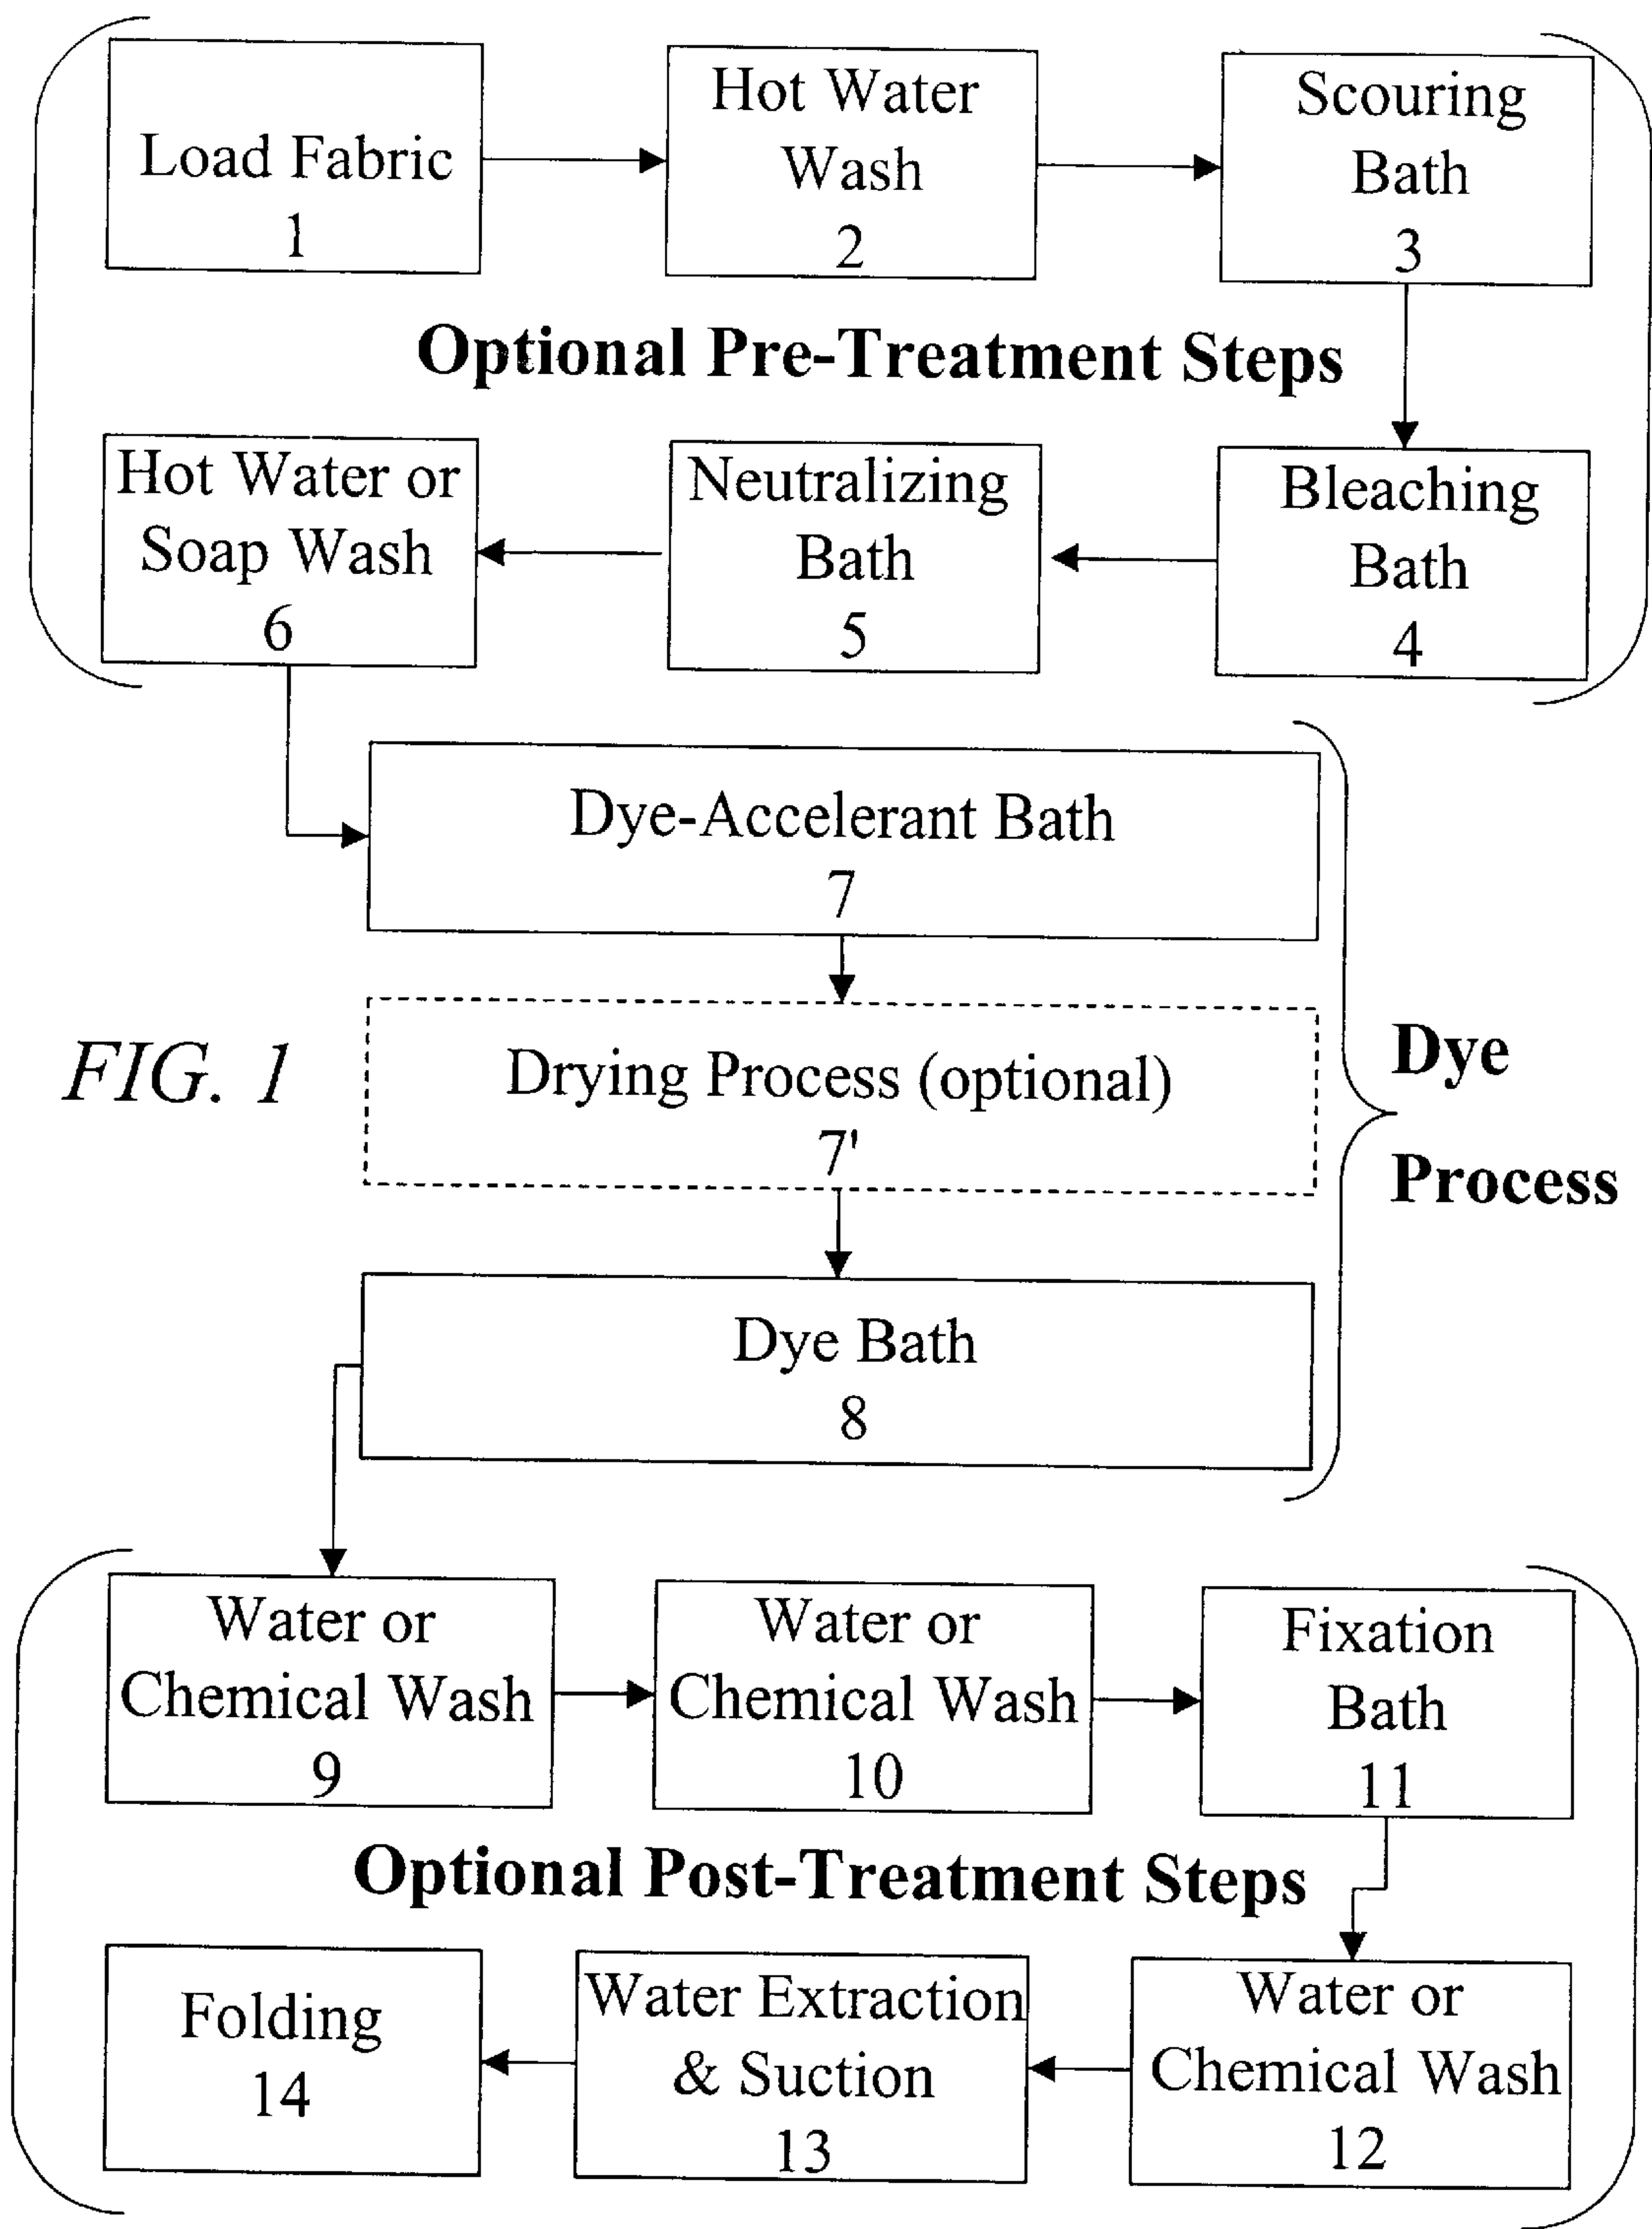 Load Fabric
1
Hot Water
Wash
2
Scouring
Bath
3
Optional Pre-Treatment Steps
Hot Water or
Soap Wash
6
Neutralizing
Bath
5
Bleaching
Bath
4
Dye-Accelerant Bath
7
FIG. 1
Drying Process (optional)
7'
Dye
Process
Dye Bath
8
Water or
Chemical Wash
9
Water or
Chemical Wash
10
Fixation
Bath
11
Optional Post-Treatment Steps
Folding
14
Water Extraction
& Suction
13
Water or
Chemical Wash
12